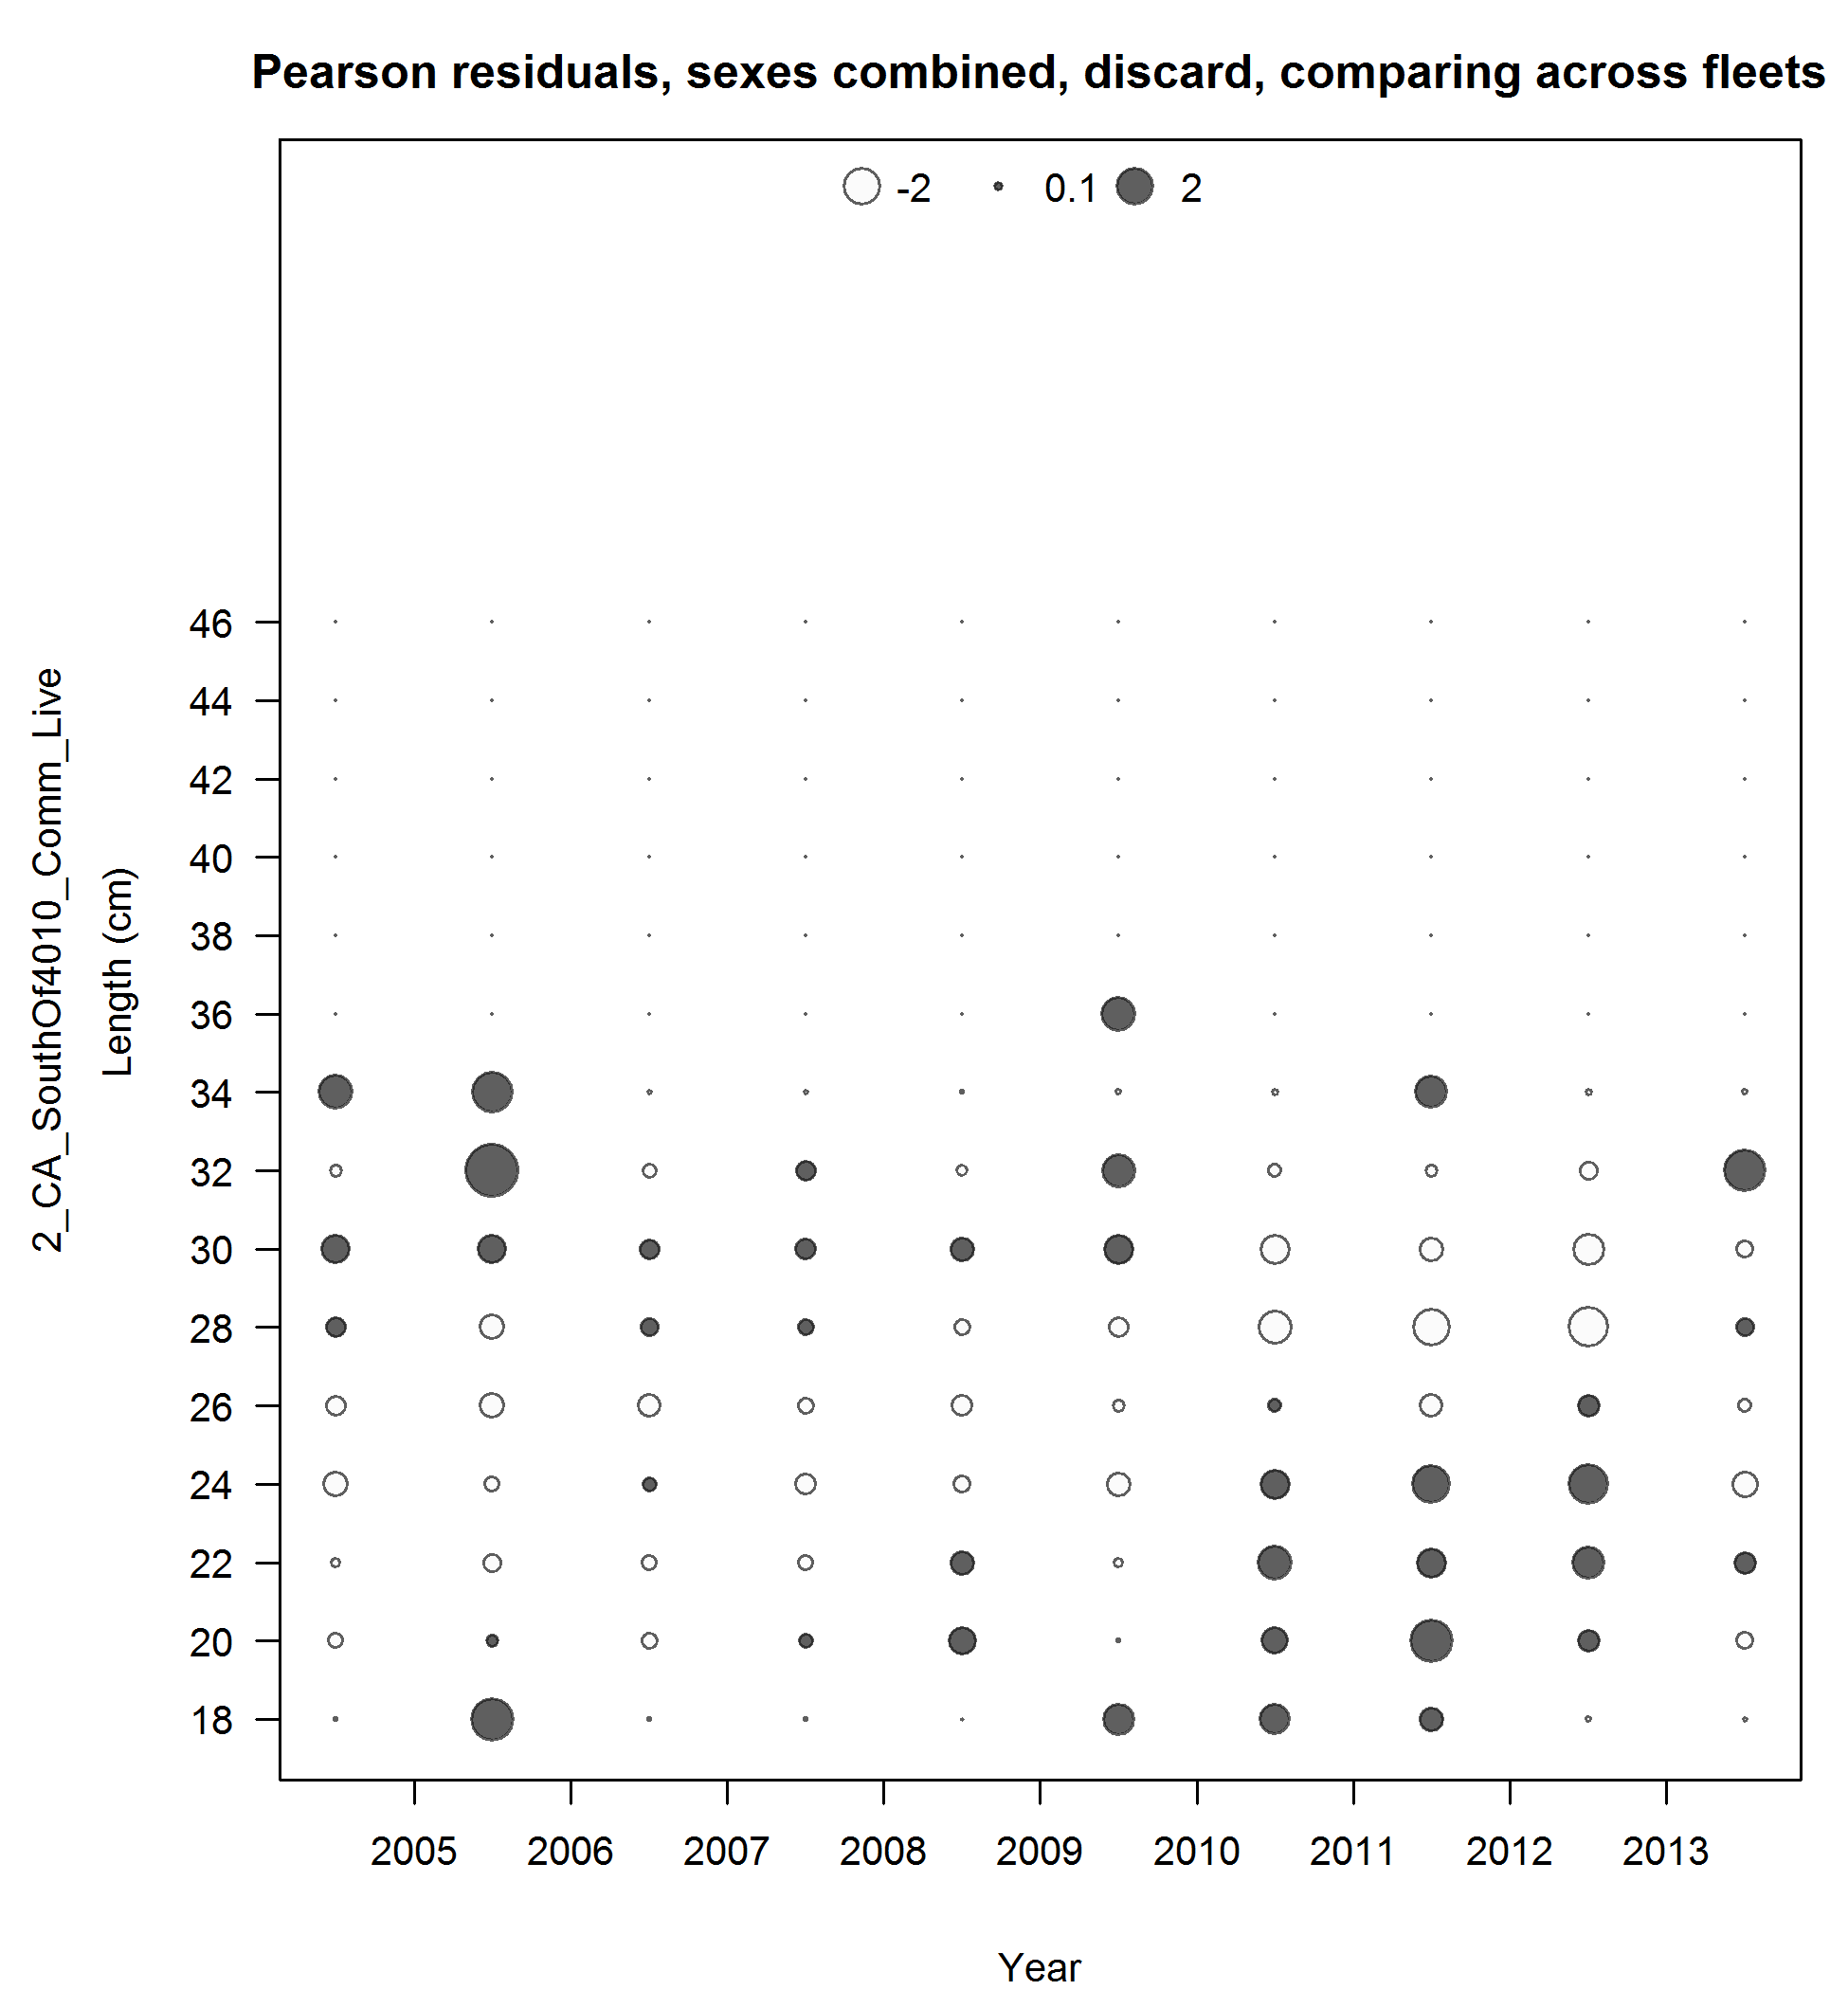 Pearson residuals, sexes combined, discard, comparing across fleets
-2 0.1 2
2_CA_SouthOf4010_Comm_Live
Length (cm)
46
44
42
40
38
36
34
32
30
28
26
24
22
20
18
2005 2006 2007 2008 2009 2010 2011 2012 2013
Year